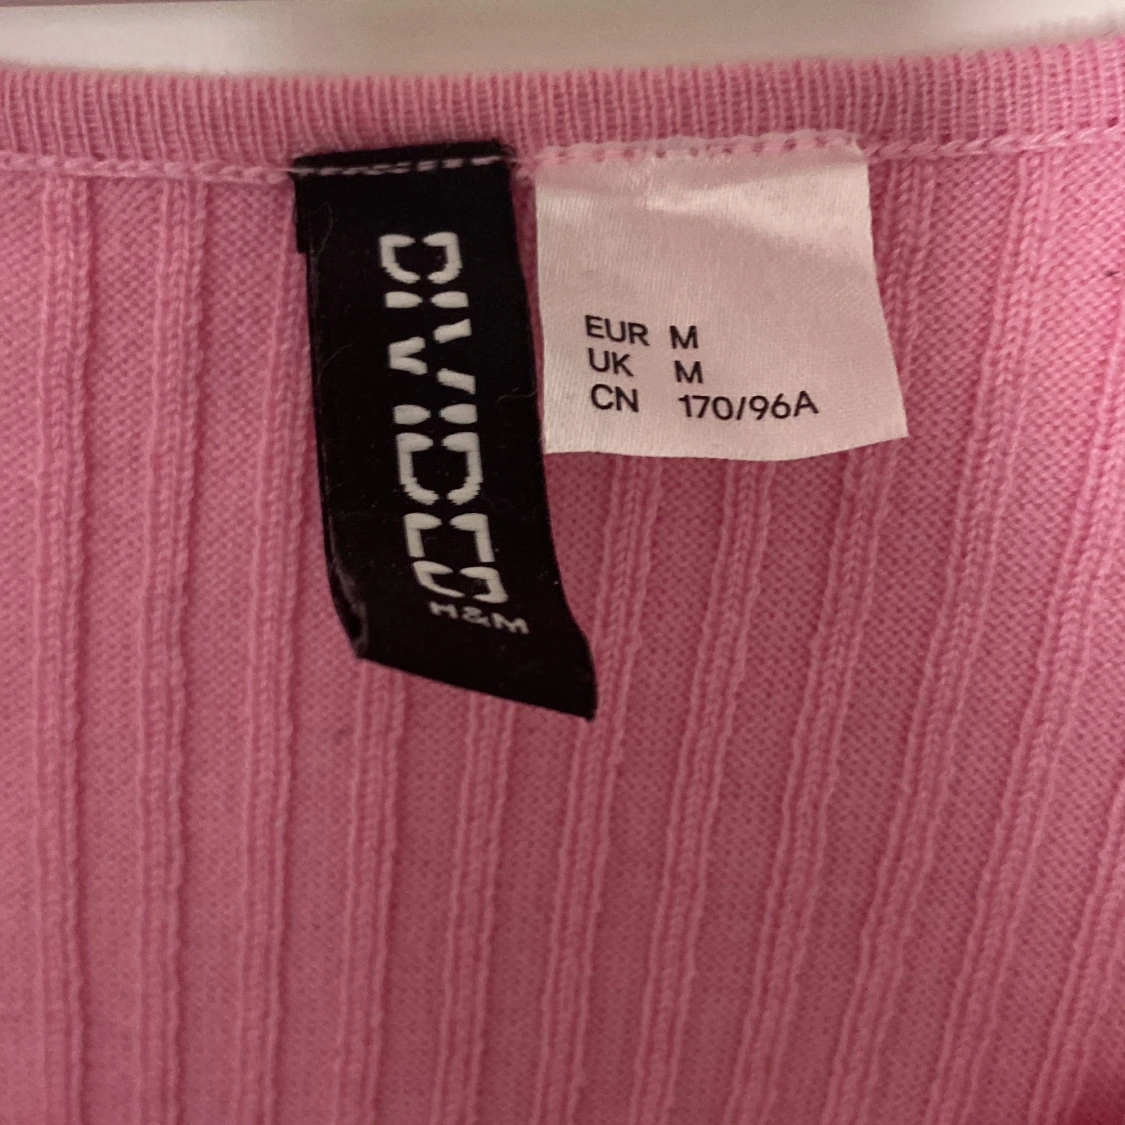 DIVIDED
H&M
EUR M
UK M
CN 170/96A